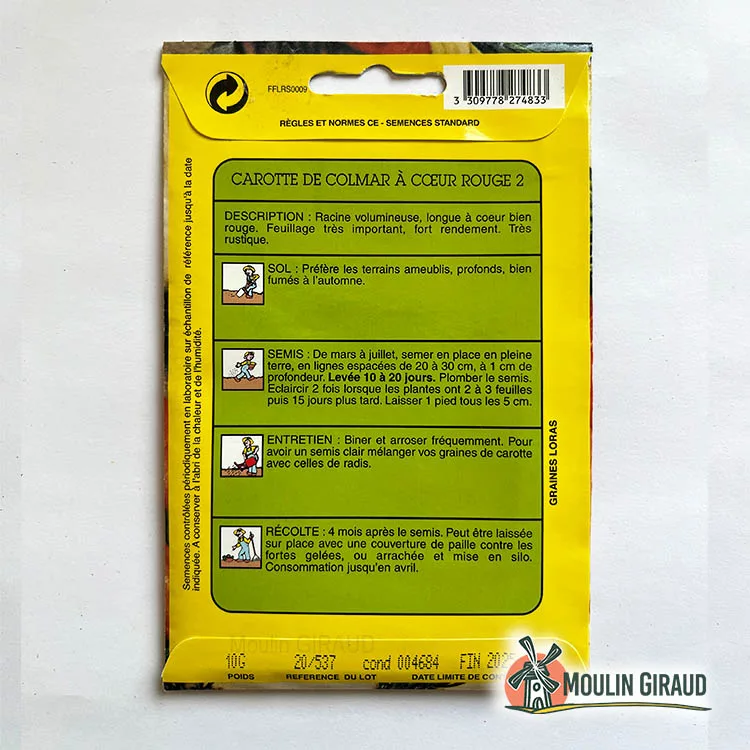 FFLRS0009
3 309778 274833
RÈGLES ET NORMES CE - SEMENCES STANDARD
CAROTTE DE COLMAR À CŒUR ROUGE 2
DESCRIPTION : Racine volumineuse, longue à coeur bien
rouge. Feuillage très important, fort rendement. Très
rustique.
SOL : Préfère les terrains ameublis, profonds, bien
fumés à l'automne.
SEMIS : De mars à juillet, semer en place en pleine
terre, en lignes espacées de 20 à 30 cm, à 1 cm de
profondeur. Levée 10 à 20 jours. Plomber le semis.
Eclaircir 2 fois lorsque les plantes ont 2 à 3 feuilles
puis 15 jours plus tard. Laisser 1 pied tous les 5 cm.
ENTRETIEN : Biner et arroser fréquemment. Pour
avoir un semis clair mélanger vos graines de carotte
avec celles de radis.
RÉCOLTE : 4 mois après le semis. Peut être laissée
sur place avec une couverture de paille contre les
fortes gelées, ou arrachée et mise en silo.
Consommation jusqu'en avril.
Semences contrôlées périodiquement en laboratoire sur échantillon de référence jusqu'à la date
indiquée. A conserver à l'abri de la chaleur et de l'humidité.
GRAINES LORAS
Moulin GIRAUD
10G 20/537 cond 004684 FIN 202
POIDS REFERENCE DU LOT DATE LIMITE DE
MOULIN GIRAUD